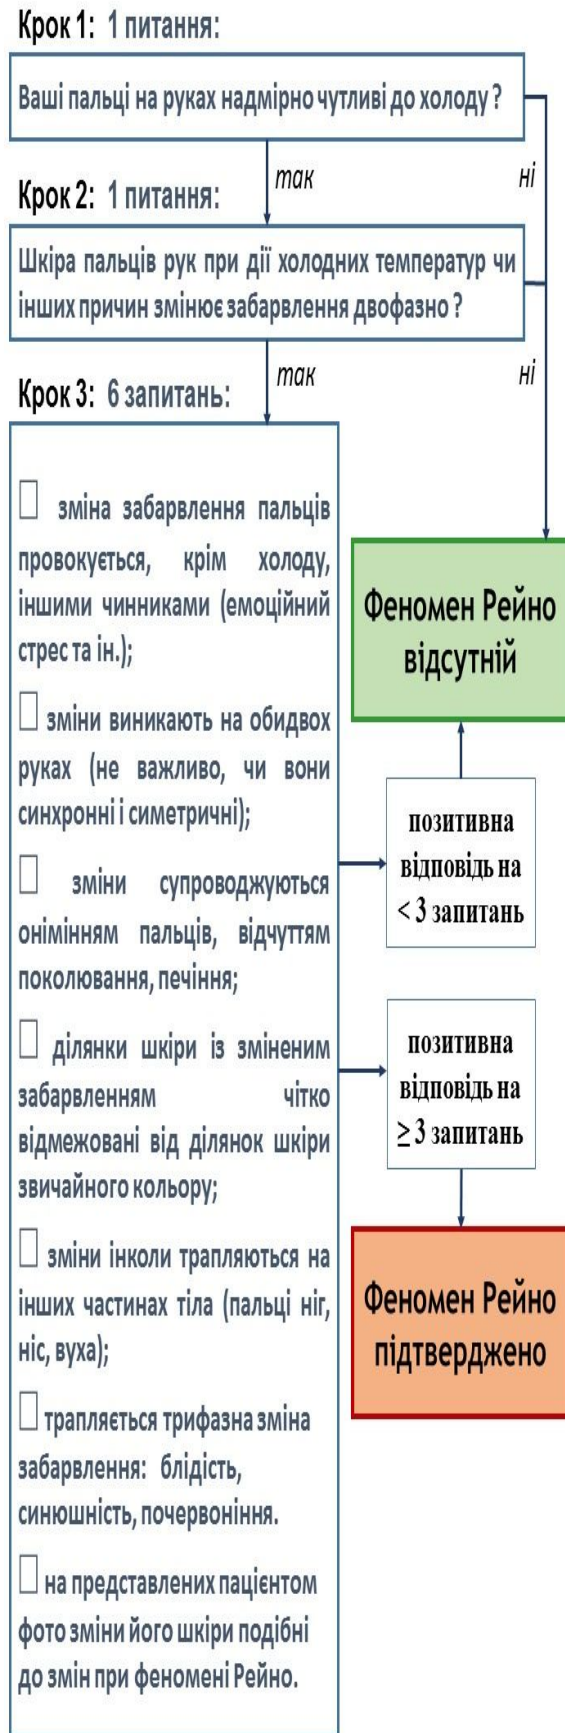 Крок 1: 1 питання:
Ваші пальці на руках надмірно чутливі до холоду ?
так
ні
Крок 2: 1 питання:
Шкіра пальців рук при дії холодних температур чи
інших причин змінює забарвлення двофазно ?
так
ні
Крок 3: 6 запитань:
☐ зміна забарвлення пальців
провокується, крім холоду,
іншими чинниками (емоційний
стрес та ін.);
☐ зміни виникають на обидвох
руках (не важливо, чи вони
синхронні і симетричні);
☐ зміни супроводжуються
онімінням пальців, відчуттям
поколювання, печіння;
☐ ділянки шкіри із зміненим
забарвленням чітко
відмежовані від ділянок шкіри
звичайного кольору;
☐ зміни інколи трапляються на
інших частинах тіла (пальці ніг,
ніс, вуха);
☐ трапляється трифазна зміна
забарвлення: блідість,
синюшність, почервоніння.
☐ на представлених пацієнтом
фото зміни його шкіри подібні
до змін при феномені Рейно.
Феномен Рейно
відсутній
позитивна
відповідь на
< 3 запитань
позитивна
відповідь на
≥ 3 запитань
Феномен Рейно
підтверджено